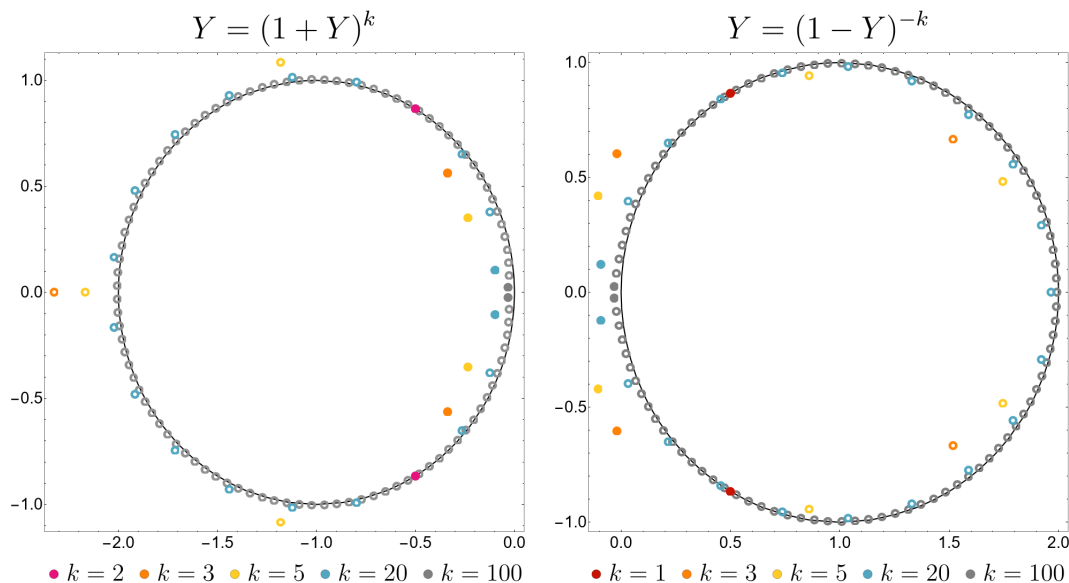 Y = (1 + Y)^k
Y = (1 − Y)^{−k}
1.0
0.5
0.0
−0.5
−1.0
−2.0 −1.5 −1.0 −0.5 0.0
1.0
0.5
0.0
−0.5
−1.0
0.0 0.5 1.0 1.5 2.0
k = 2 k = 3 k = 5 k = 20 k = 100
k = 1 k = 3 k = 5 k = 20 k = 100